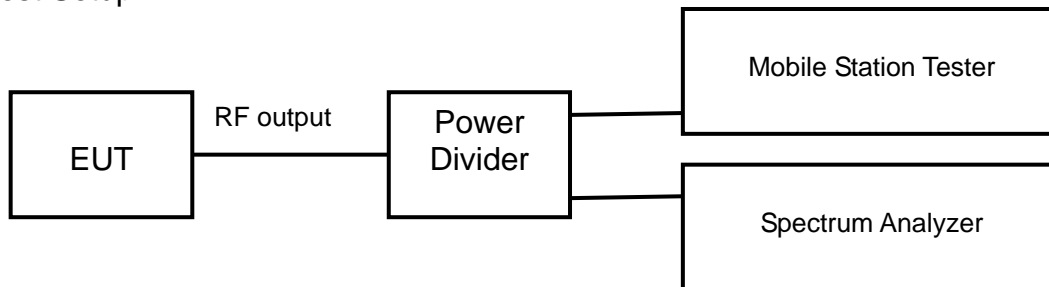 Mobile Station Tester
RF output
EUT
Power
Divider
Spectrum Analyzer